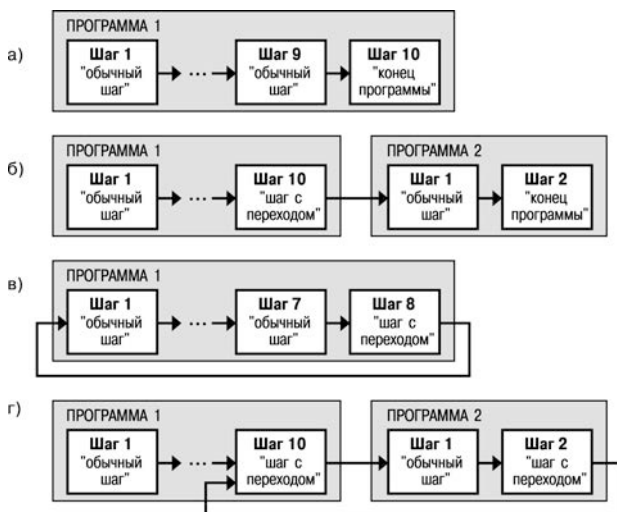 а)
ПРОГРАММА 1
Шаг 1
"обычный
шаг"
...
Шаг 9
"обычный
шаг"
Шаг 10
"конец
программы"
б)
ПРОГРАММА 1
Шаг 1
"обычный
шаг"
...
Шаг 10
"шаг с
переходом"
ПРОГРАММА 2
Шаг 1
"обычный
шаг"
Шаг 2
"конец
программы"
в)
ПРОГРАММА 1
Шаг 1
"обычный
шаг"
...
Шаг 7
"обычный
шаг"
Шаг 8
"шаг с
переходом"
г)
ПРОГРАММА 1
Шаг 1
"обычный
шаг"
...
Шаг 10
"шаг с
переходом"
ПРОГРАММА 2
Шаг 1
"обычный
шаг"
Шаг 2
"шаг с
переходом"